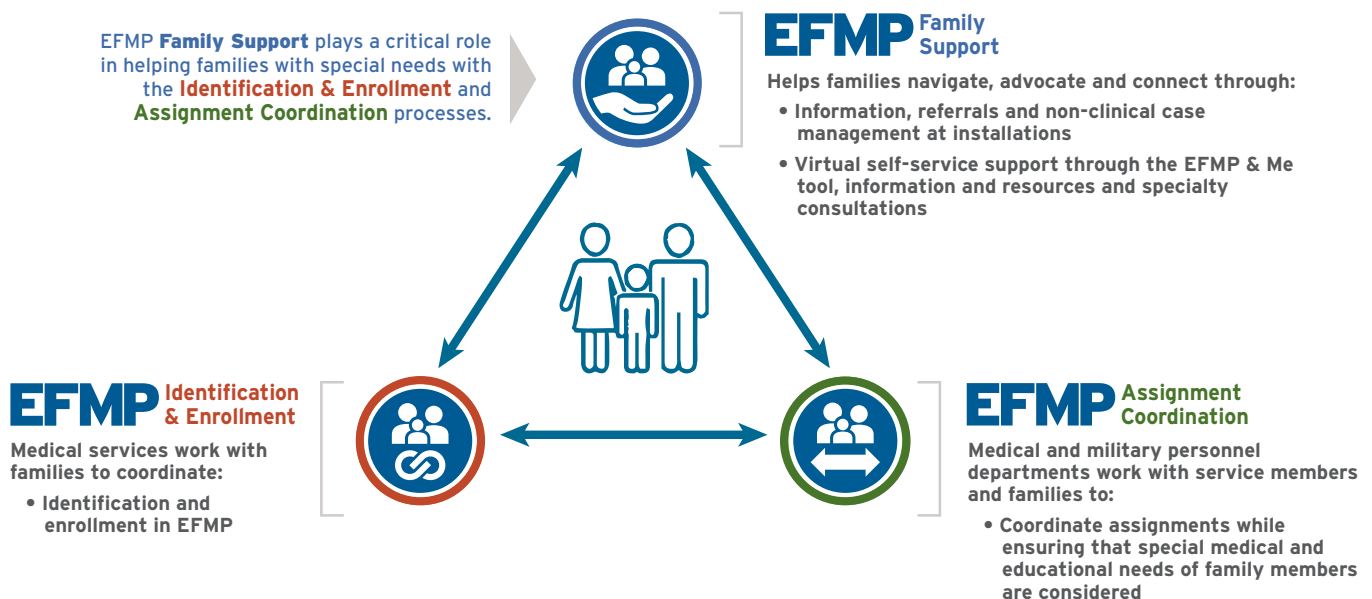 EFMP Family Support plays a critical role
in helping families with special needs with
the Identification & Enrollment and
Assignment Coordination processes.
EFMP Family
Support
Helps families navigate, advocate and connect through:
• Information, referrals and non-clinical case
management at installations
• Virtual self-service support through the EFMP & Me
tool, information and resources and specialty
consultations
EFMP Identification
& Enrollment
Medical services work with
families to coordinate:
• Identification and
enrollment in EFMP
EFMP Assignment
Coordination
Medical and military personnel
departments work with service members
and families to:
• Coordinate assignments while
ensuring that special medical and
educational needs of family members
are considered